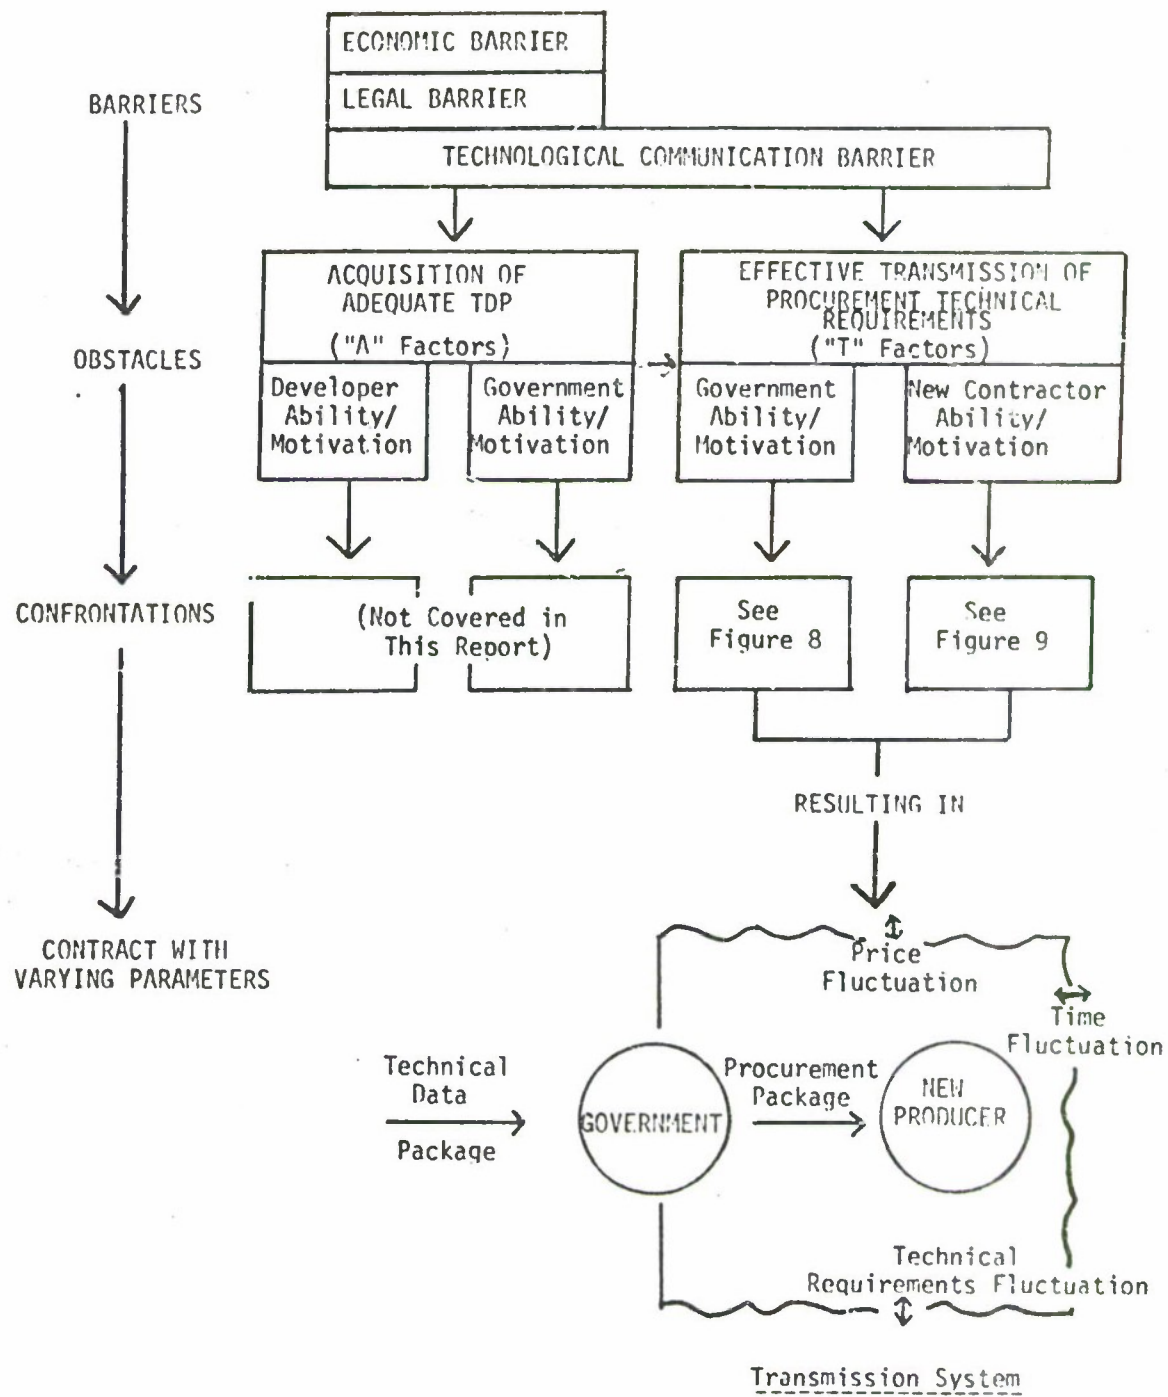 ECONOMIC BARRIER
LEGAL BARRIER
BARRIERS
TECHNOLOGICAL COMMUNICATION BARRIER
ACQUISITION OF
ADEQUATE TDP
("A" Factors)
EFFECTIVE TRANSMISSION OF
PROCUREMENT TECHNICAL
REQUIREMENTS
("T" Factors)
OBSTACLES
Developer
Ability/
Motivation
Government
Ability/
Motivation
Government
Ability/
Motivation
New Contractor
Ability/
Motivation
CONFRONTATIONS
(Not Covered in
This Report)
See
Figure 8
See
Figure 9
RESULTING IN
CONTRACT WITH
VARYING PARAMETERS
Price
Fluctuation
Time
Fluctuation
Technical
Data
Package
GOVERNMENT
Procurement
Package
NEW
PRODUCER
Technical
Requirements Fluctuation
Transmission System